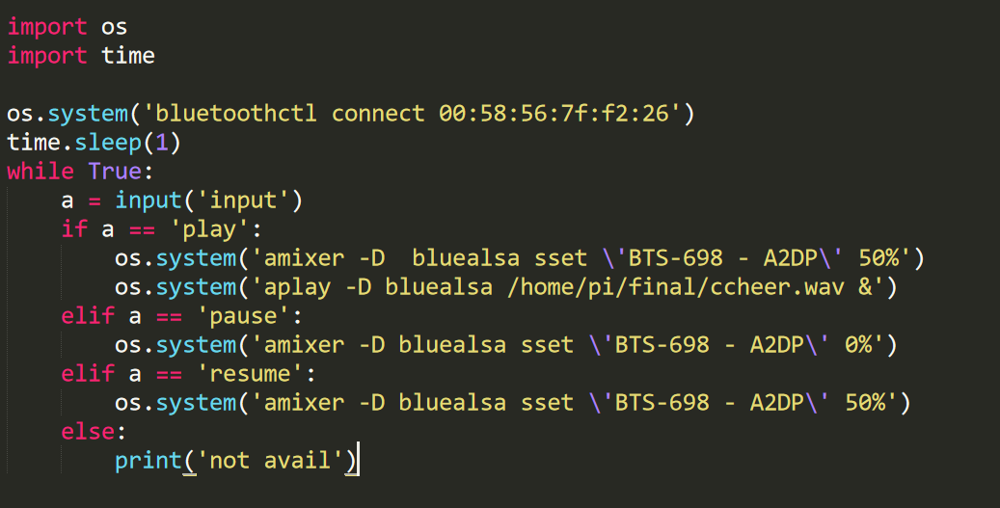 import os
import time

os.system('bluetoothctl connect 00:58:56:7f:f2:26')
time.sleep(1)
while True:
    a = input('input')
    if a == 'play':
        os.system('amixer -D  bluealsa sset \'BTS-698 - A2DP\' 50%')
        os.system('aplay -D bluealsa /home/pi/final/ccheer.wav &')
    elif a == 'pause':
        os.system('amixer -D bluealsa sset \'BTS-698 - A2DP\' 0%')
    elif a == 'resume':
        os.system('amixer -D bluealsa sset \'BTS-698 - A2DP\' 50%')
    else:
        print('not avail')